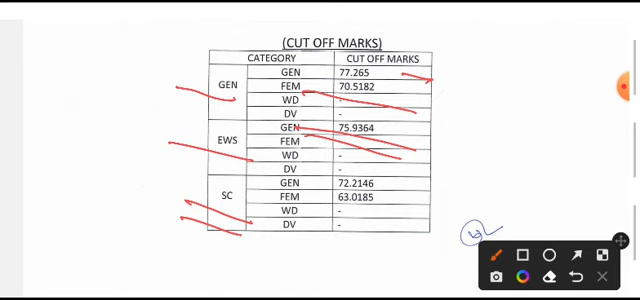 (CUT OFF MARKS)
CATEGORY CUT OFF MARKS
GEN GEN 77.265
FEM 70.5182
WD -
DV -
EWS GEN 75.9364
FEM
WD -
DV -
SC GEN 72.2146
FEM 63.0185
WD -
DV -